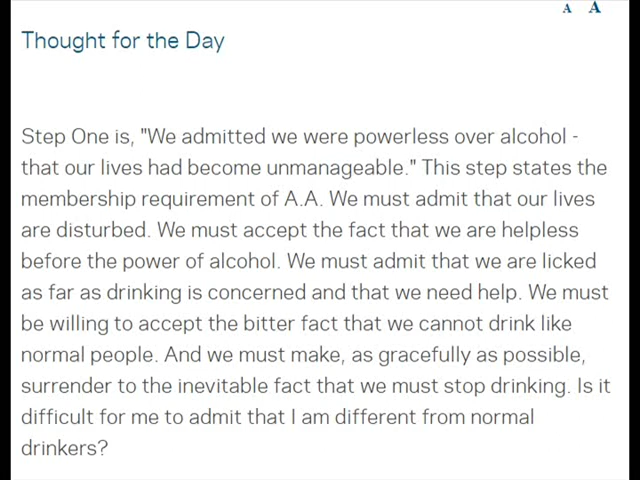 A A
Thought for the Day
Step One is, "We admitted we were powerless over alcohol -
that our lives had become unmanageable." This step states the
membership requirement of A.A. We must admit that our lives
are disturbed. We must accept the fact that we are helpless
before the power of alcohol. We must admit that we are licked
as far as drinking is concerned and that we need help. We must
be willing to accept the bitter fact that we cannot drink like
normal people. And we must make, as gracefully as possible,
surrender to the inevitable fact that we must stop drinking. Is it
difficult for me to admit that I am different from normal
drinkers?